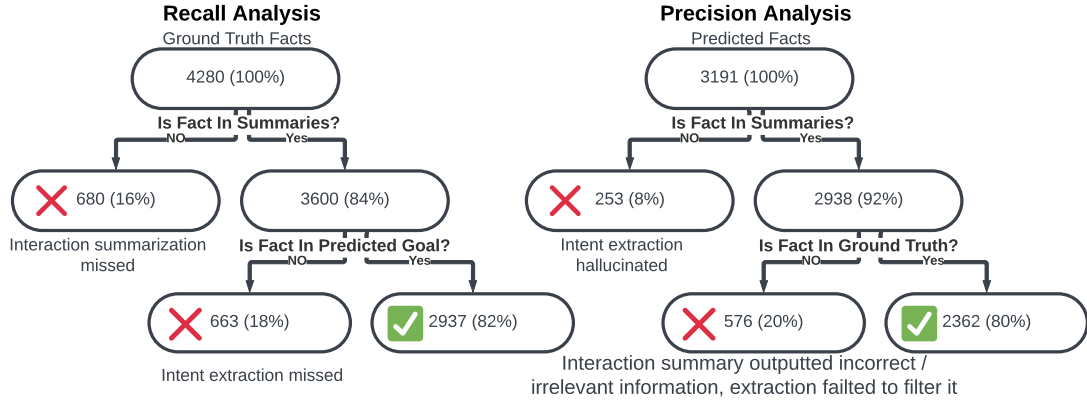 Recall Analysis
Ground Truth Facts
4280 (100%)
Is Fact In Summaries?
NO
Yes
680 (16%)
3600 (84%)
Interaction summarization
missed
Is Fact In Predicted Goal?
NO
Yes
663 (18%)
2937 (82%)
Intent extraction missed
Precision Analysis
Predicted Facts
3191 (100%)
Is Fact In Summaries?
NO
Yes
253 (8%)
2938 (92%)
Intent extraction
hallucinated
Is Fact In Ground Truth?
NO
Yes
576 (20%)
2362 (80%)
Interaction summary outputted incorrect /
irrelevant information, extraction failted to filter it